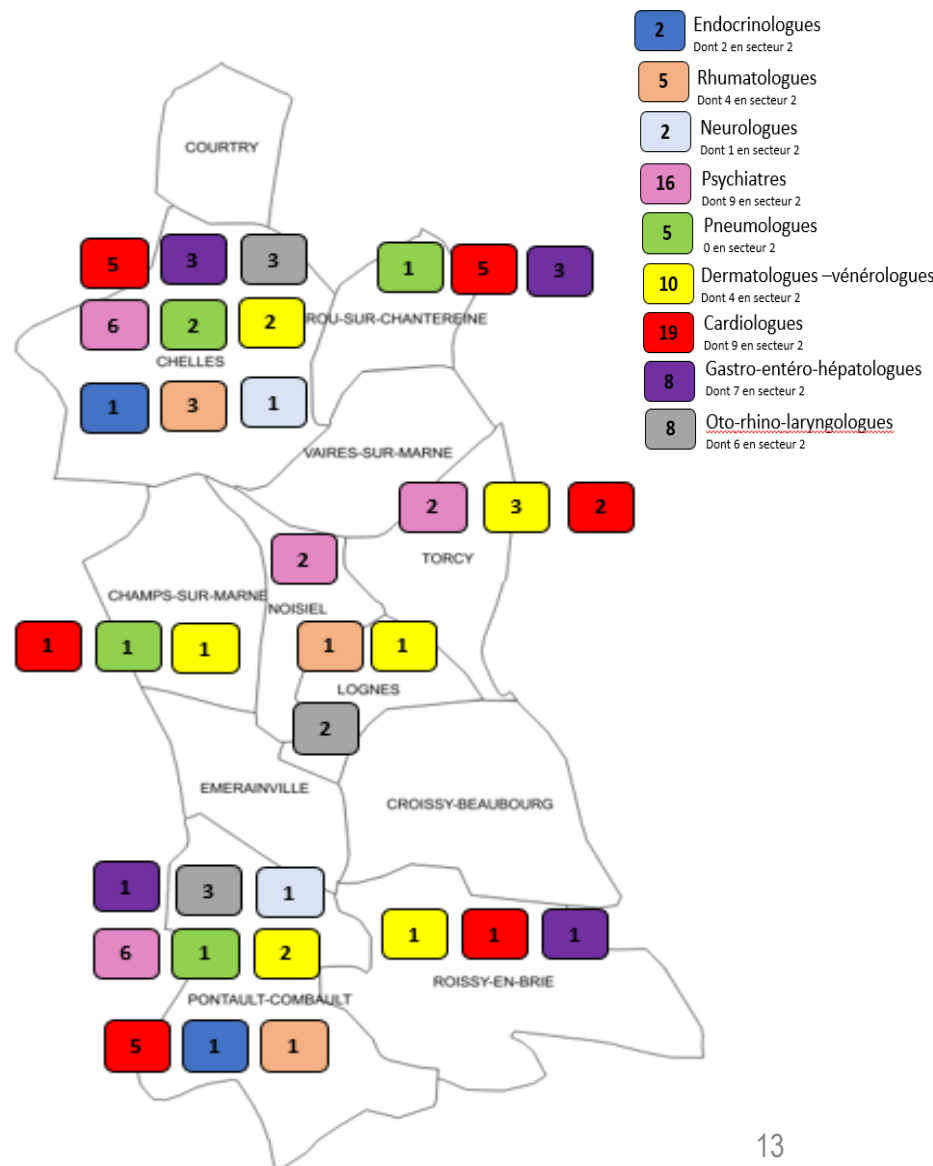 2 Endocrinologues
Dont 2 en secteur 2
5 Rhumatologues
Dont 4 en secteur 2
2 Neurologues
Dont 1 en secteur 2
16 Psychiatres
Dont 9 en secteur 2
5 Pneumologues
0 en secteur 2
10 Dermatologues –vénérologues
Dont 4 en secteur 2
19 Cardiologues
Dont 9 en secteur 2
8 Gastro-entéro-hépatologues
Dont 7 en secteur 2
8 Oto-rhino-laryngologues
Dont 6 en secteur 2
COURTRY
5 3 3
6 2 2
CHELLES
1 3 1
1 5 3
ROU-SUR-CHANTEREINE
VAIRES-SUR-MARNE
2 3 2
TORCY
2
NOISIEL
CHAMPS-SUR-MARNE
1 1 1
1 1
LOGNES
2
EMERAINVILLE
CROISSY-BEAUBOURG
1 3 1
6 1 2
PONTAULT-COMBAULT
5 1 1
1 1 1
ROISSY-EN-BRIE
13